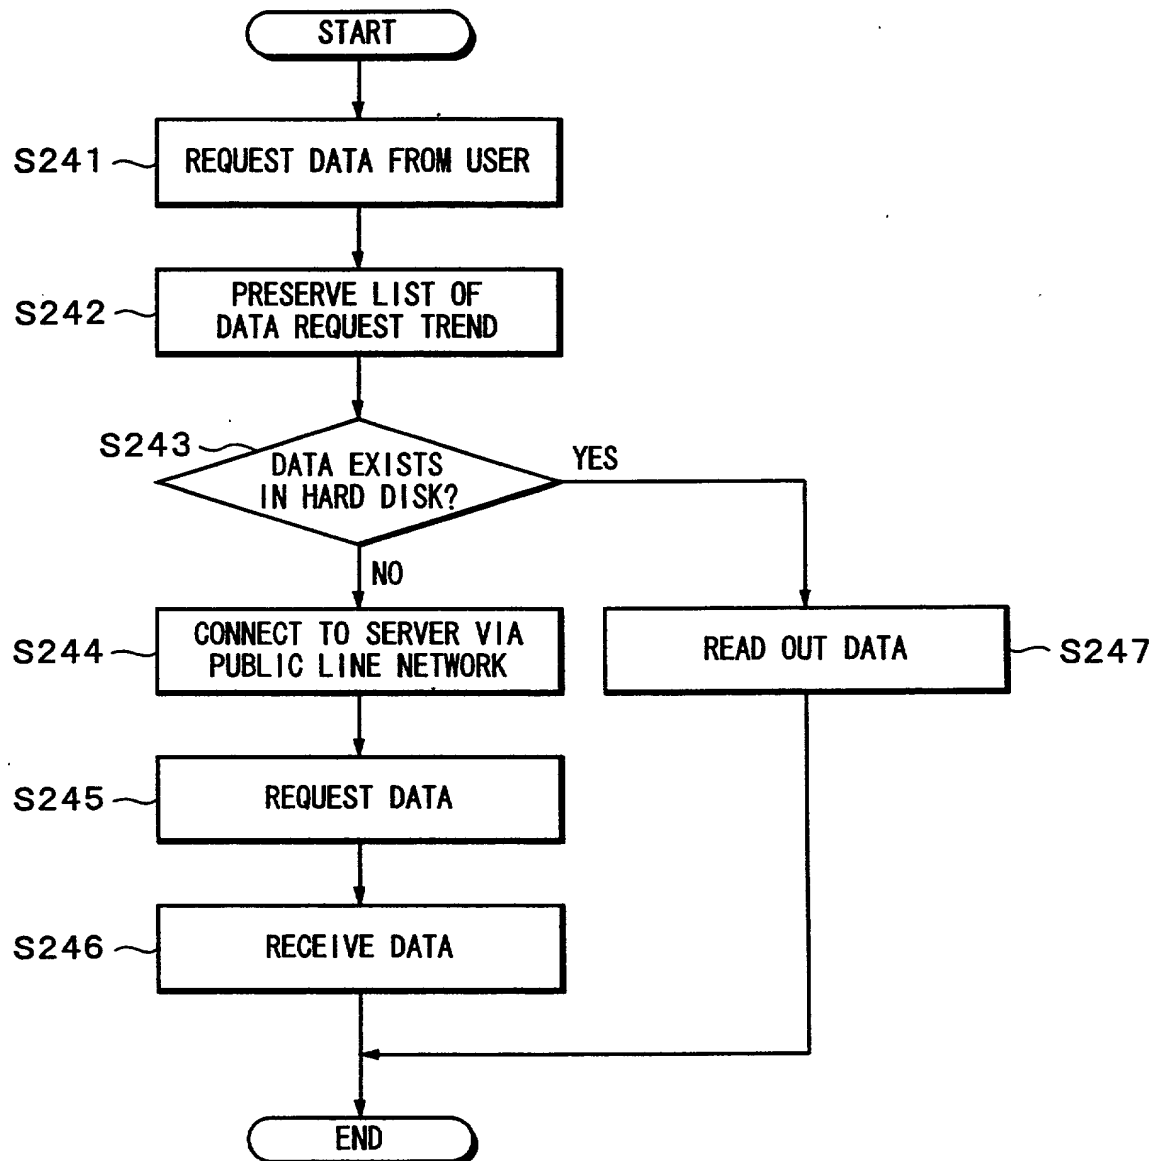 START
S241
REQUEST DATA FROM USER
S242
PRESERVE LIST OF
DATA REQUEST TREND
S243
DATA EXISTS
IN HARD DISK?
YES
NO
S244
CONNECT TO SERVER VIA
PUBLIC LINE NETWORK
READ OUT DATA
S247
S245
REQUEST DATA
S246
RECEIVE DATA
END